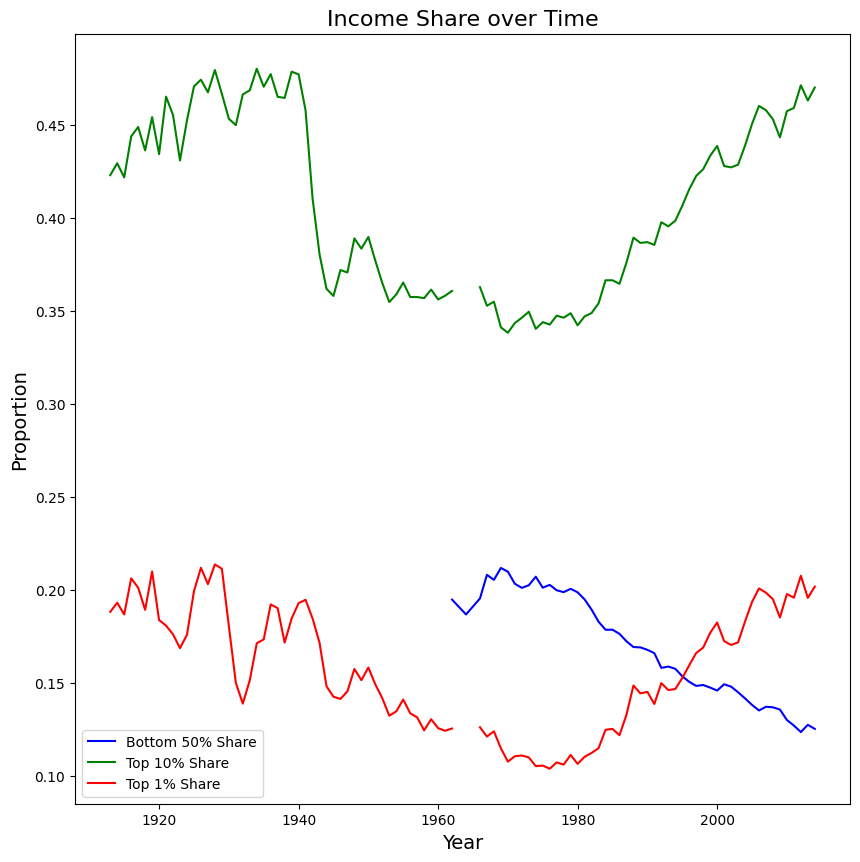 Income Share over Time
Proportion
0.45
0.40
0.35
0.30
0.25
0.20
0.15
0.10
Bottom 50% Share
Top 10% Share
Top 1% Share
1920 1940 1960 1980 2000
Year